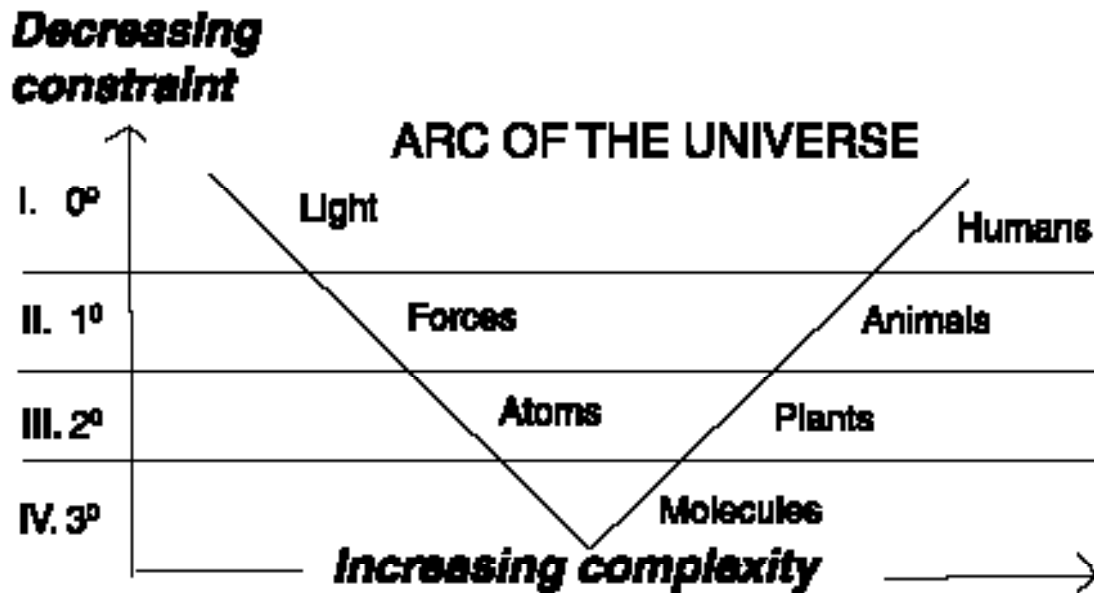 Decreasing
constraint
ARC OF THE UNIVERSE
I. 0º
Light
Humans
II. 1⁰
Forces
Animals
III. 2º
Atoms
Plants
IV. 3º
Molecules
Increasing complexity